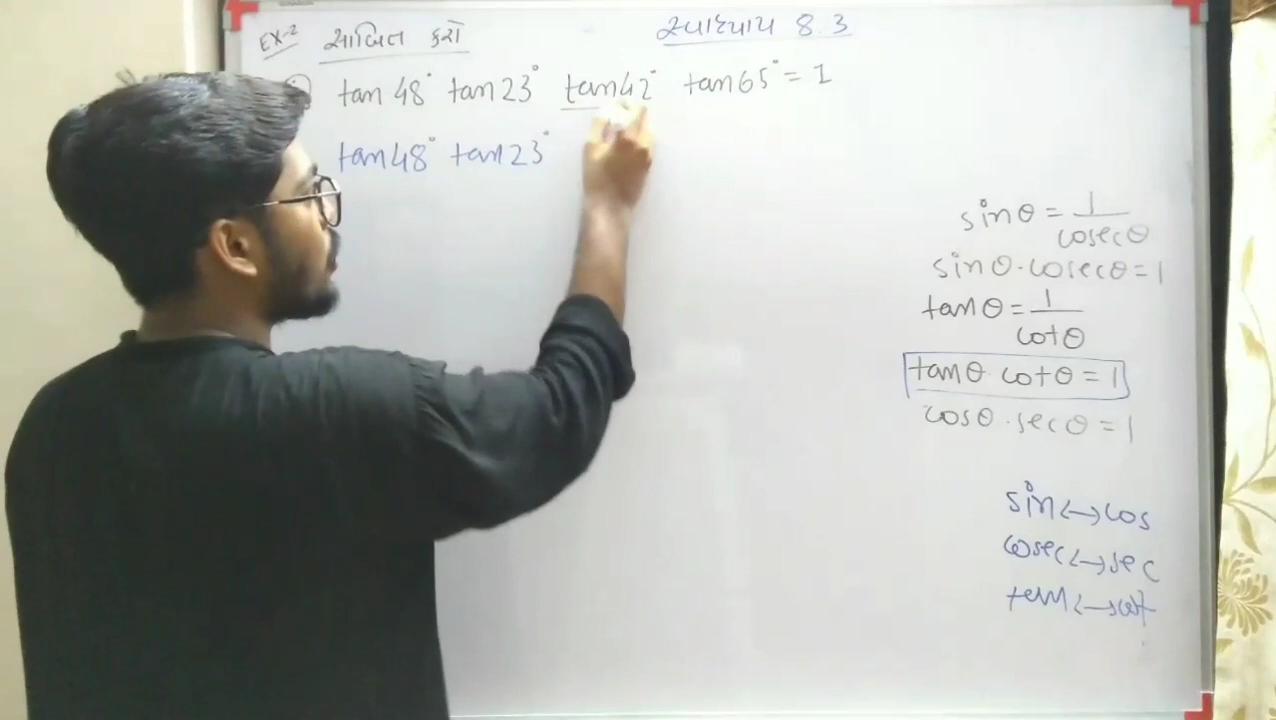 EX-2 સાબિત કરો
સ્વાધ્યાય 8.3
tan 48° tan 23° tan 42° tan 65° = 1
tan 48° tan 23°
sinθ = 1/cosecθ
sinθ · cosecθ = 1
tanθ = 1/cotθ
tanθ · cotθ = 1
cosθ · secθ = 1
sin ↔ cos
cosec ↔ sec
tan ↔ cot